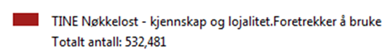 TINE Nøkkelost - kjennskap og lojalitet.Foretrekker å bruke
Totalt antall: 532,481